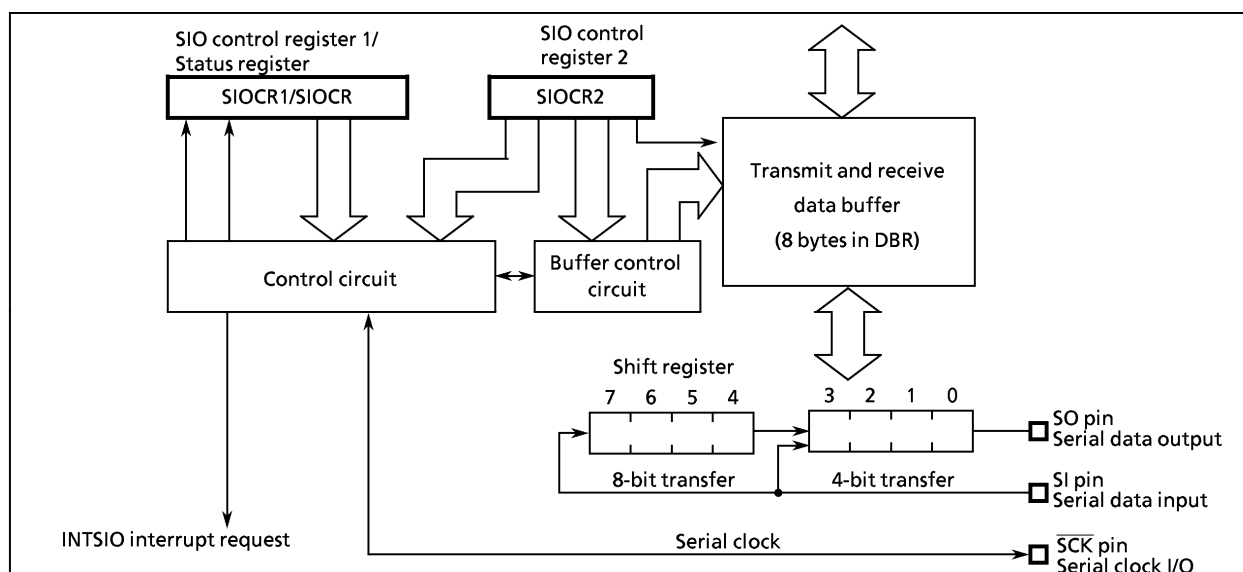 SIO control register 1/
Status register
SIO control
register 2
SIOCR1/SIOCR
SIOCR2
Transmit and receive
data buffer
(8 bytes in DBR)
Control circuit
Buffer control
circuit
Shift register
7 6 5 4
3 2 1 0
SO pin
Serial data output
8-bit transfer
4-bit transfer
SI pin
Serial data input
INTSIO interrupt request
Serial clock
S̅C̅K̅ pin
Serial clock I/O